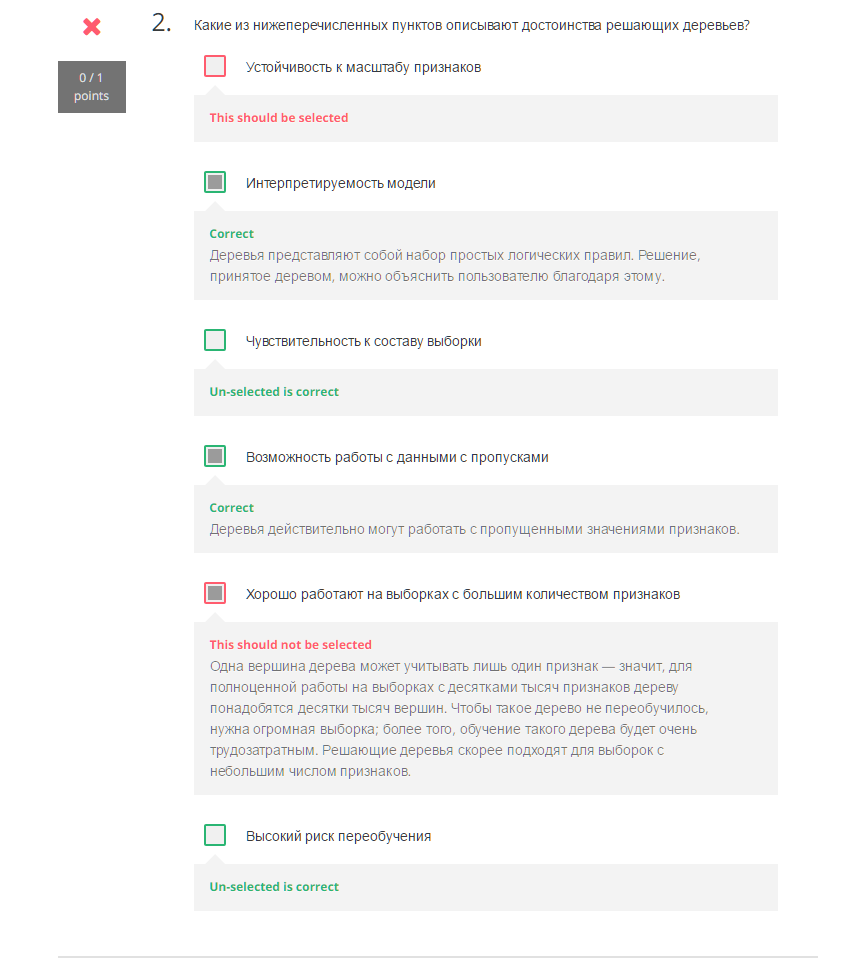 2. Какие из нижеперечисленных пунктов описывают достоинства решающих деревьев?
0 / 1
points
Устойчивость к масштабу признаков
This should be selected
Интерпретируемость модели
Correct
Деревья представляют собой набор простых логических правил. Решение,
принятое деревом, можно объяснить пользователю благодаря этому.
Чувствительность к составу выборки
Un-selected is correct
Возможность работы с данными с пропусками
Correct
Деревья действительно могут работать с пропущенными значениями признаков.
Хорошо работают на выборках с большим количеством признаков
This should not be selected
Одна вершина дерева может учитывать лишь один признак — значит, для
полноценной работы на выборках с десятками тысяч признаков дереву
понадобятся десятки тысяч вершин. Чтобы такое дерево не переобучилось,
нужна огромная выборка; более того, обучение такого дерева будет очень
трудозатратным. Решающие деревья скорее подходят для выборок с
небольшим числом признаков.
Высокий риск переобучения
Un-selected is correct